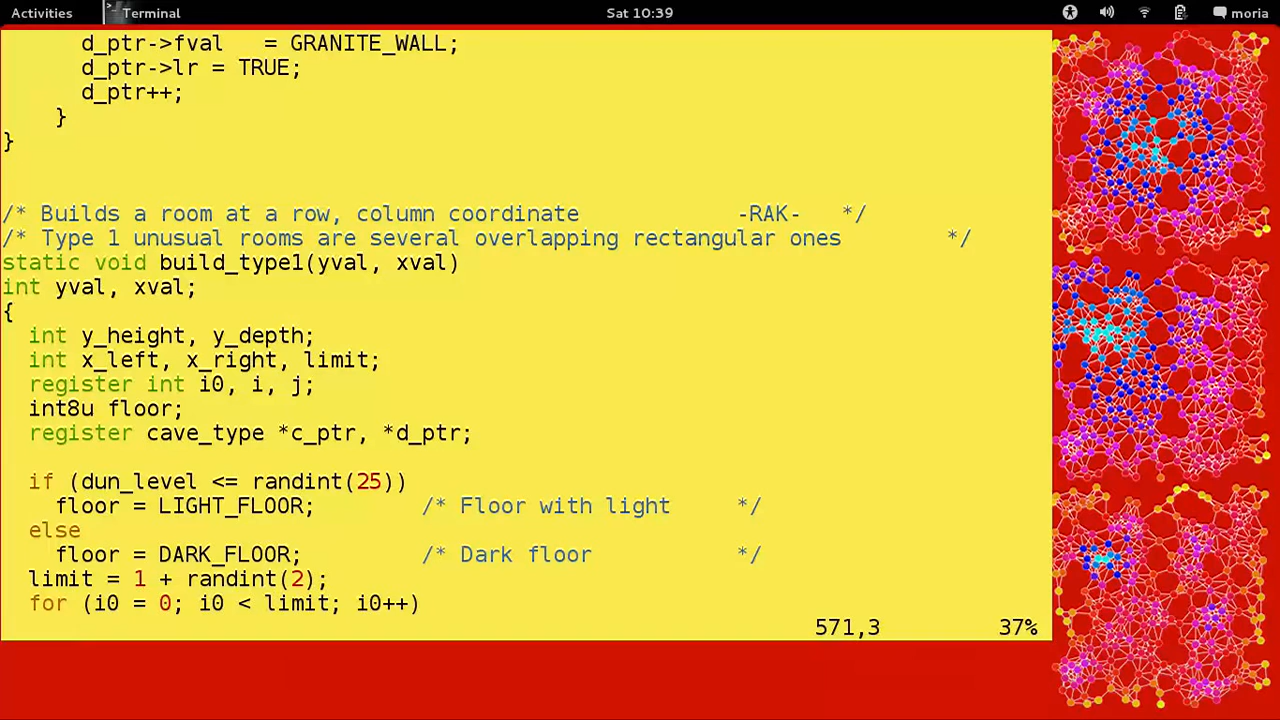 Activities Terminal Sat 10:39 moria
d_ptr->fval   = GRANITE_WALL;
d_ptr->lr = TRUE;
d_ptr++;
}
}
/* Builds a room at a row, column coordinate            -RAK-   */
/* Type 1 unusual rooms are several overlapping rectangular ones        */
static void build_type1(yval, xval)
int yval, xval;
{
  int y_height, y_depth;
  int x_left, x_right, limit;
  register int i0, i, j;
  int8u floor;
  register cave_type *c_ptr, *d_ptr;
  if (dun_level <= randint(25))
    floor = LIGHT_FLOOR;        /* Floor with light     */
  else
    floor = DARK_FLOOR;         /* Dark floor           */
  limit = 1 + randint(2);
  for (i0 = 0; i0 < limit; i0++)
571,3         37%